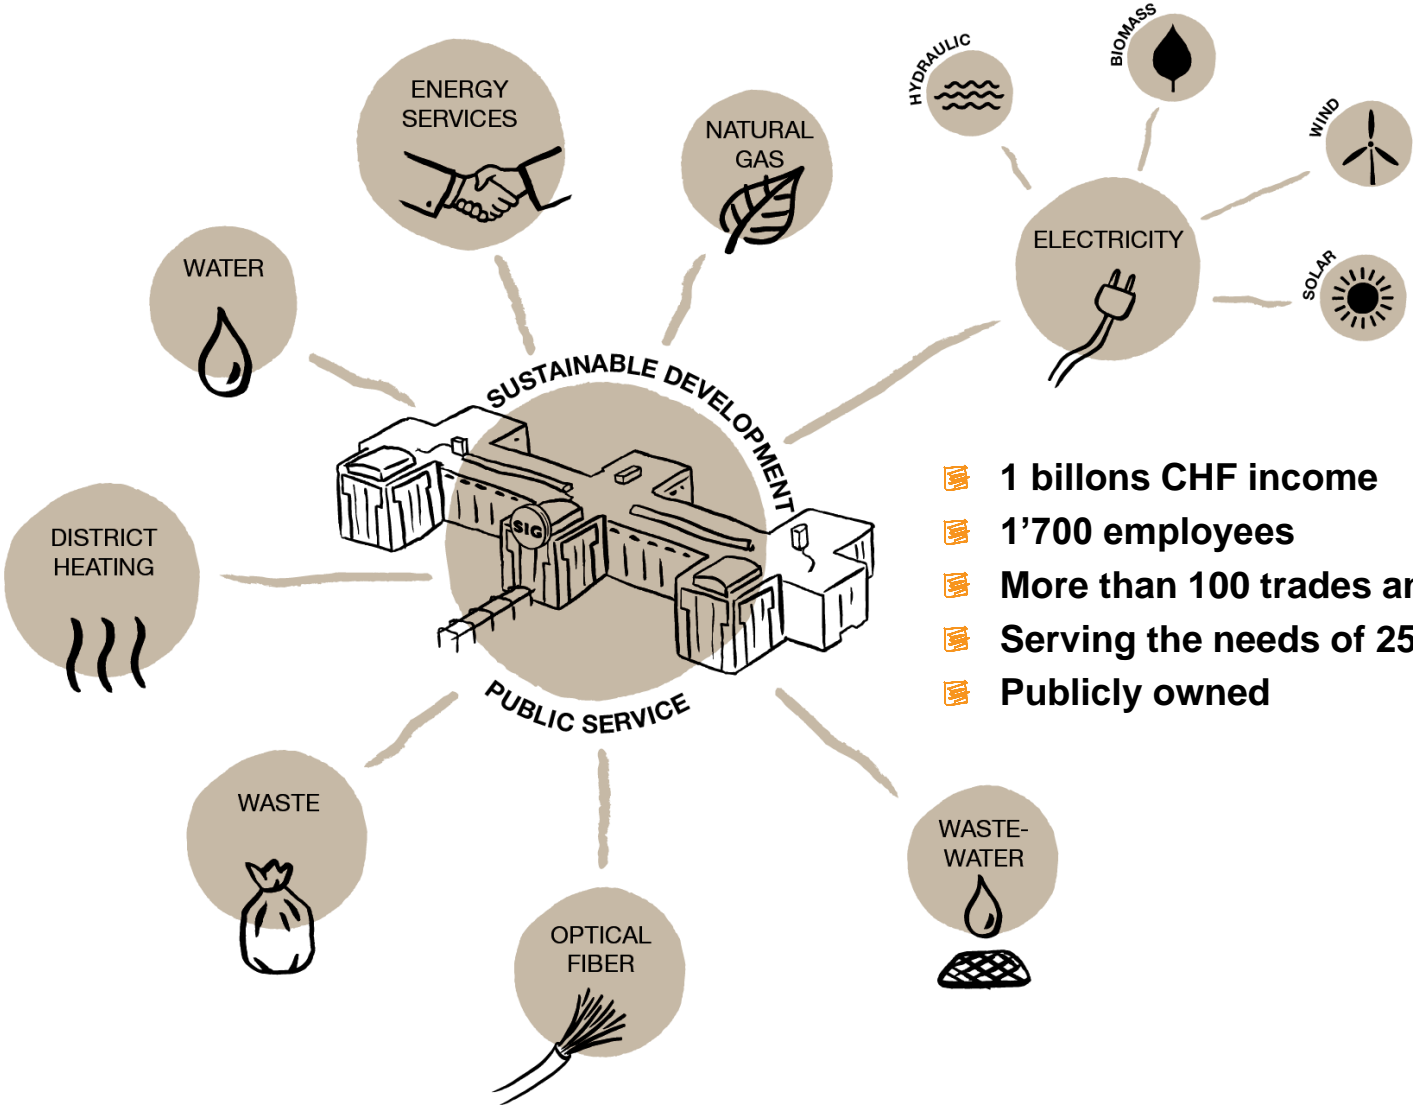 BIOMASS
HYDRAULIC
ENERGY
SERVICES
NATURAL
GAS
WIND
ELECTRICITY
WATER
SOLAR
SUSTAINABLE DEVELOPMENT
1 billons CHF income
SIG
1’700 employees
DISTRICT
HEATING
More than 100 trades
Serving the needs of
Publicly owned
PUBLIC SERVICE
WASTE
WASTE-
WATER
OPTICAL
FIBER